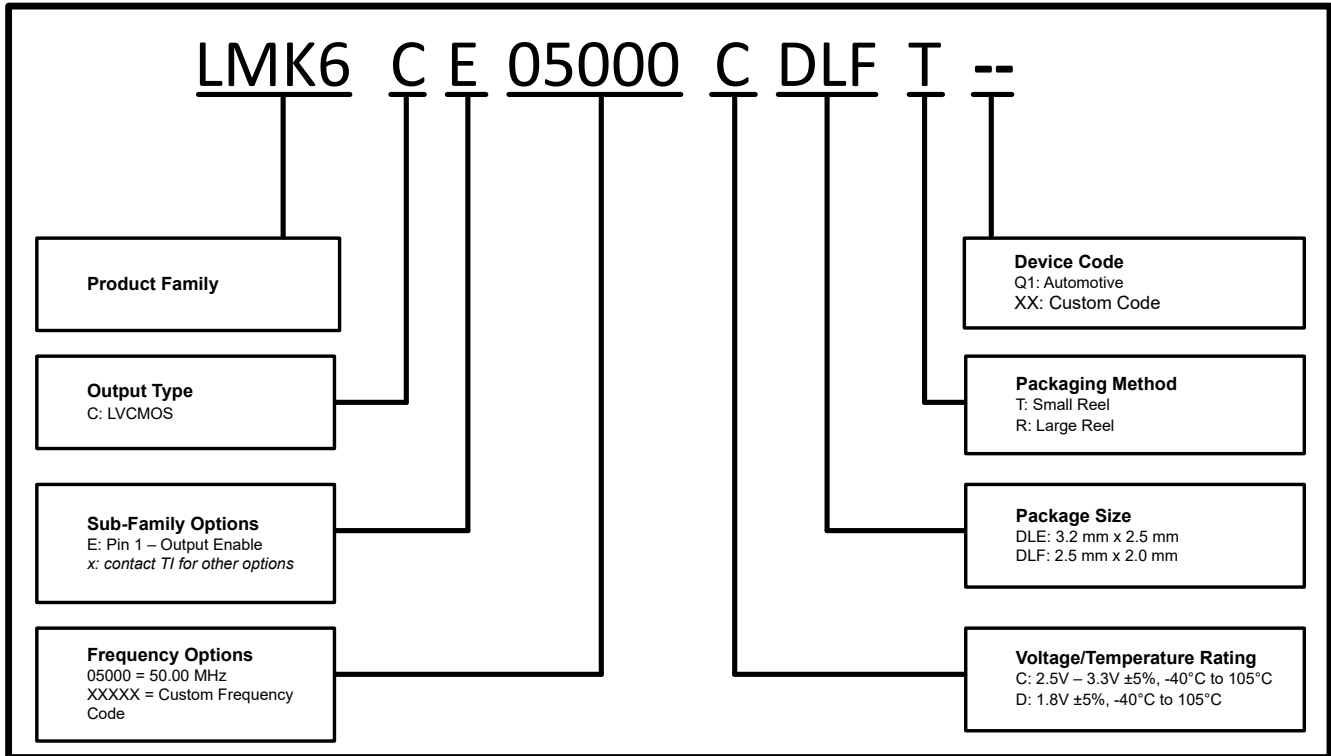 LMK6 C E 05000 C DLF T --
Product Family
Output Type
C: LVCMOS
Sub-Family Options
E: Pin 1 – Output Enable
x: contact TI for other options
Frequency Options
05000 = 50.00 MHz
XXXXX = Custom Frequency
Code
Device Code
Q1: Automotive
XX: Custom Code
Packaging Method
T: Small Reel
R: Large Reel
Package Size
DLE: 3.2 mm x 2.5 mm
DLF: 2.5 mm x 2.0 mm
Voltage/Temperature Rating
C: 2.5V – 3.3V ±5%, -40°C to 105°C
D: 1.8V ±5%, -40°C to 105°C